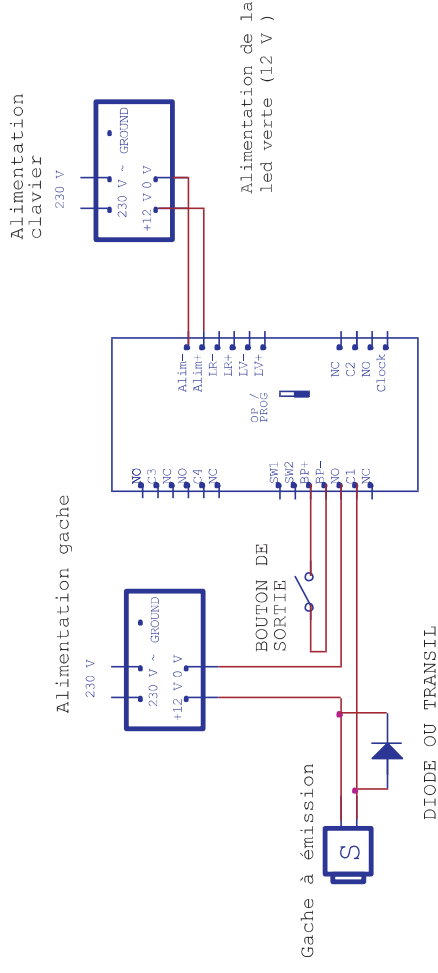 Alimentation de la
led verte (12 V )
Alimentation
clavier
230 V
230 V ~ GROUND
+12 V 0 V
Alim-
Alim+
LR-
LR+
LV-
LV+
NC
C2
NO
Clock
OP/
PROG
NO
C3
NC
NO
C4
NC
SW1
SW2
BP+
BP-
NO
C1
NC
Alimentation gache
230 V
230 V ~ GROUND
+12 V 0 V
BOUTON DE
SORTIE
DIODE OU TRANSIL
Gache à émission
S